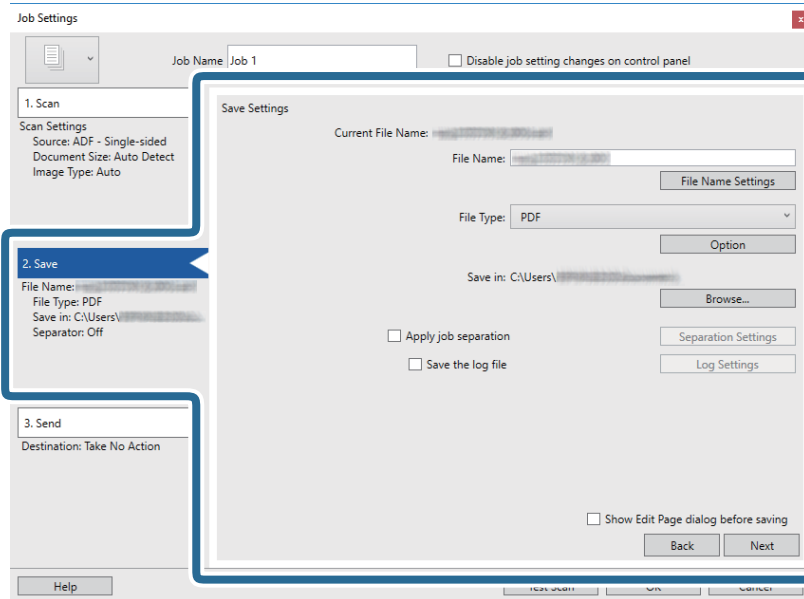 Job Settings
Job Name Job 1
Disable job setting changes on control panel
1. Scan
Scan Settings
Source: ADF - Single-sided
Document Size: Auto Detect
Image Type: Auto
2. Save
File Name:
File Type: PDF
Save in: C:\Users\
Separator: Off
3. Send
Destination: Take No Action
Save Settings
Current File Name:
File Name:
File Name Settings
File Type: PDF
Option
Save in: C:\Users\
Browse...
Apply job separation
Separation Settings
Save the log file
Log Settings
Show Edit Page dialog before saving
Back Next
Help Test Scan OK Cancel